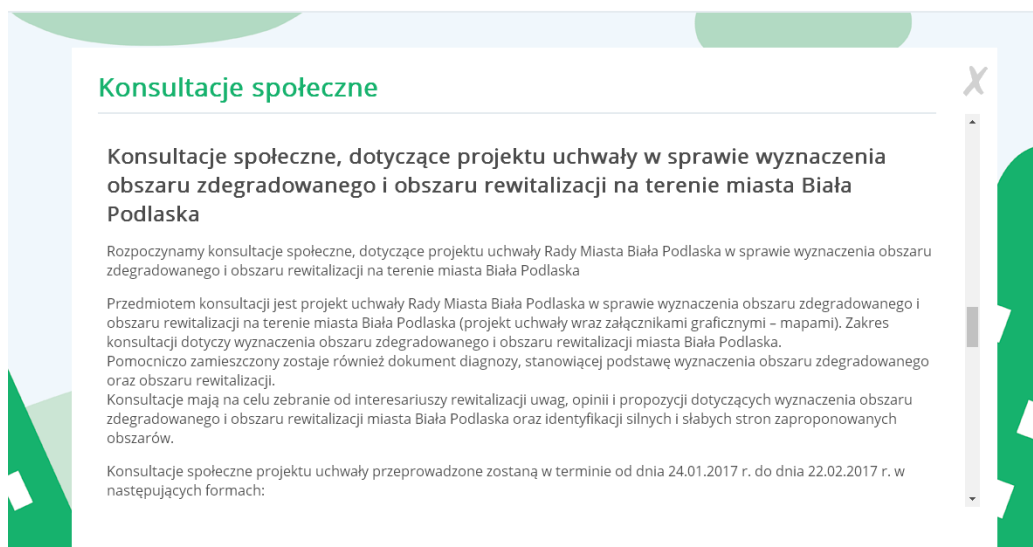 Konsultacje społeczne
Konsultacje społeczne, dotyczące projektu uchwały w sprawie wyznaczenia
obszaru zdegradowanego i obszaru rewitalizacji na terenie miasta Biała
Podlaska
Rozpoczynamy konsultacje społeczne, dotyczące projektu uchwały Rady Miasta Biała Podlaska w sprawie wyznaczenia obszaru
zdegradowanego i obszaru rewitalizacji na terenie miasta Biała Podlaska
Przedmiotem konsultacji jest projekt uchwały Rady Miasta Biała Podlaska w sprawie wyznaczenia obszaru zdegradowanego i
obszaru rewitalizacji na terenie miasta Biała Podlaska (projekt uchwały wraz załącznikami graficznymi – mapami). Zakres
konsultacji dotyczy wyznaczenia obszaru zdegradowanego i obszaru rewitalizacji miasta Biała Podlaska.
Pomocniczo zamieszczony zostaje również dokument diagnozy, stanowiącej podstawę wyznaczenia obszaru zdegradowanego
oraz obszaru rewitalizacji.
Konsultacje mają na celu zebranie od interesariuszy rewitalizacji uwag, opinii i propozycji dotyczących wyznaczenia obszaru
zdegradowanego i obszaru rewitalizacji miasta Biała Podlaska oraz identyfikacji silnych i słabych stron zaproponowanych
obszarów.
Konsultacje społeczne projektu uchwały przeprowadzone zostaną w terminie od dnia 24.01.2017 r. do dnia 22.02.2017 r. w
następujących formach: